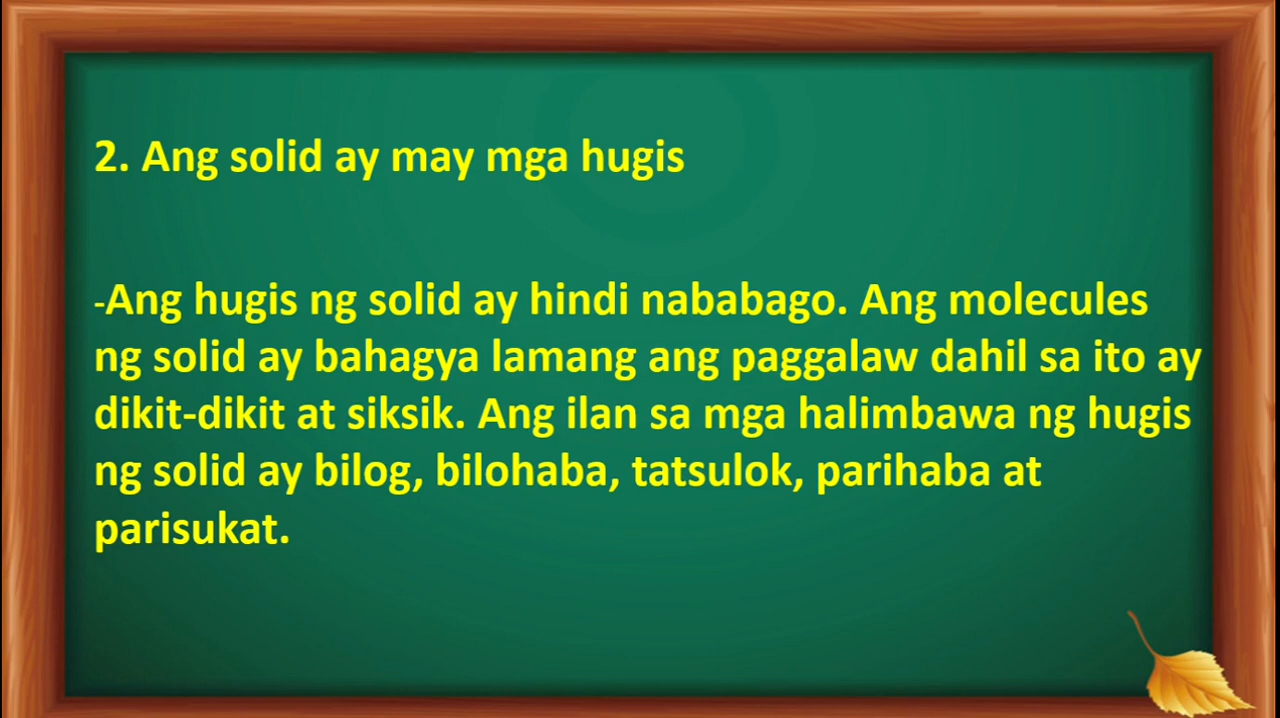 2. Ang solid ay may mga hugis
-Ang hugis ng solid ay hindi nababago. Ang molecules
ng solid ay bahagya lamang ang paggalaw dahil sa ito ay
dikit-dikit at siksik. Ang ilan sa mga halimbawa ng hugis
ng solid ay bilog, bilohaba, tatsulok, parihaba at
parisukat.